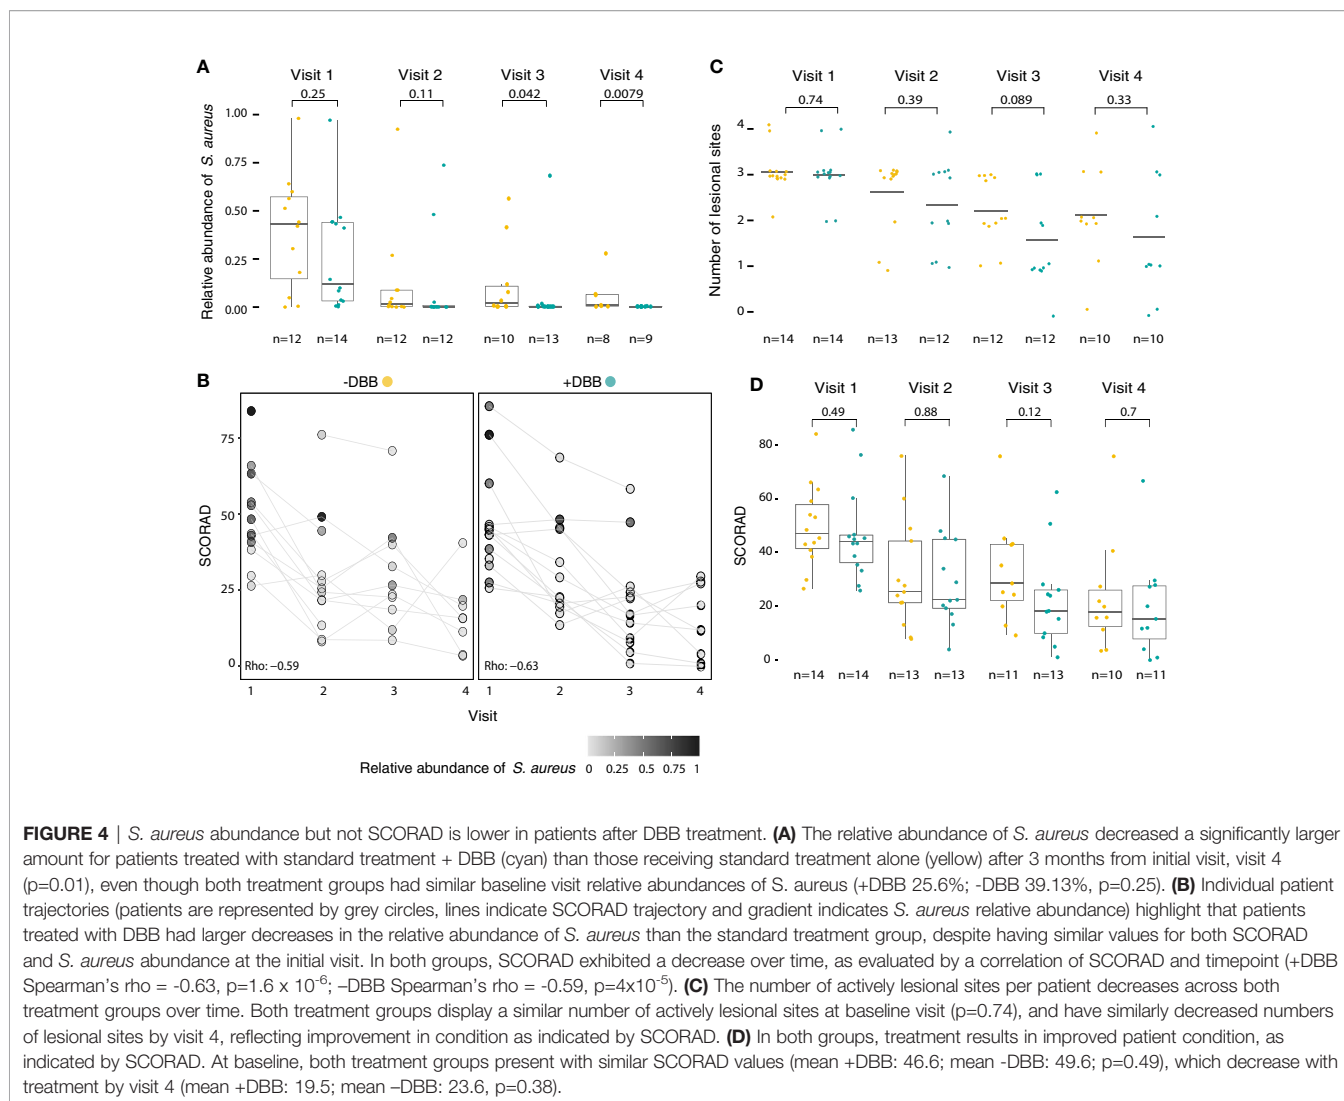 A
Visit 1 Visit 2 Visit 3 Visit 4
0.25 0.11 0.042 0.0079
Relative abundance of S. aureus
1.00
0.75
0.50
0.25
0.00
n=12 n=14 n=12 n=12 n=10 n=13 n=8 n=9
C
Visit 1 Visit 2 Visit 3 Visit 4
0.74 0.39 0.089 0.33
Number of lesional sites
4
3
2
1
0
n=14 n=14 n=13 n=12 n=12 n=12 n=10 n=10
B
-DBB +DBB
SCORAD
75
50
25
0
Rho: −0.59 Rho: −0.63
1 2 3 4 1 2 3 4
Visit
Relative abundance of S. aureus 0 0.25 0.5 0.75 1
D
Visit 1 Visit 2 Visit 3 Visit 4
0.49 0.88 0.12 0.7
SCORAD
80
60
40
20
0
n=14 n=14 n=13 n=13 n=11 n=13 n=10 n=11
FIGURE 4 | S. aureus abundance but not SCORAD is lower in patients after DBB treatment. (A) The relative abundance of S. aureus decreased a significantly larger
amount for patients treated with standard treatment + DBB (cyan) than those receiving standard treatment alone (yellow) after 3 months from initial visit, visit 4
(p=0.01), even though both treatment groups had similar baseline visit relative abundances of S. aureus (+DBB 25.6%; -DBB 39.13%, p=0.25). (B) Individual patient
trajectories (patients are represented by grey circles, lines indicate SCORAD trajectory and gradient indicates S. aureus relative abundance) highlight that patients
treated with DBB had larger decreases in the relative abundance of S. aureus than the standard treatment group, despite having similar values for both SCORAD
and S. aureus abundance at the initial visit. In both groups, SCORAD exhibited a decrease over time, as evaluated by a correlation of SCORAD and timepoint (+DBB
Spearman's rho = -0.63, p=1.6 x 10⁻⁶; –DBB Spearman's rho = -0.59, p=4x10⁻⁵). (C) The number of actively lesional sites per patient decreases across both
treatment groups over time. Both treatment groups display a similar number of actively lesional sites at baseline visit (p=0.74), and have similarly decreased numbers
of lesional sites by visit 4, reflecting improvement in condition as indicated by SCORAD. (D) In both groups, treatment results in improved patient condition, as
indicated by SCORAD. At baseline, both treatment groups present with similar SCORAD values (mean +DBB: 46.6; mean -DBB: 49.6; p=0.49), which decrease with
treatment by visit 4 (mean +DBB: 19.5; mean –DBB: 23.6, p=0.38).